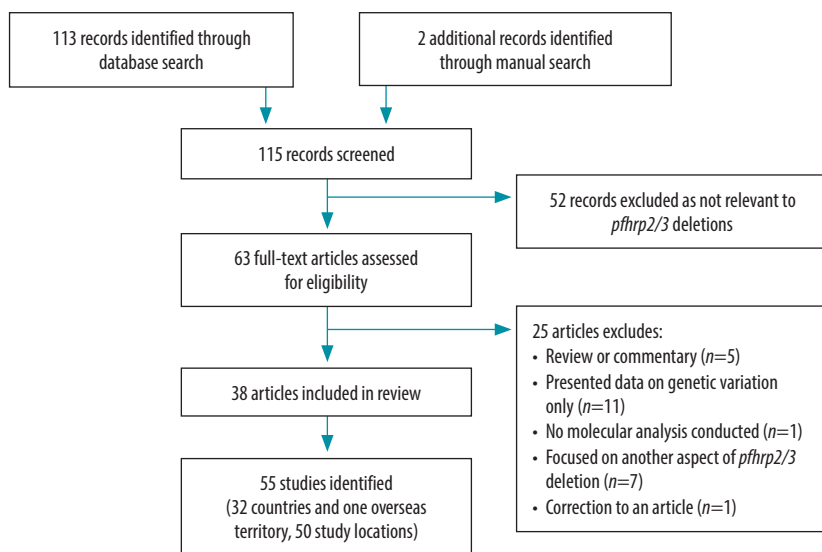 113 records identified through
database search
2 additional records identified
through manual search
115 records screened
52 records excluded as not relevant to
pfhrp2/3 deletions
63 full-text articles assessed
for eligibility
25 articles excludes:
• Review or commentary (n=5)
• Presented data on genetic variation
only (n=11)
• No molecular analysis conducted (n=1)
• Focused on another aspect of pfhrp2/3
deletion (n=7)
• Correction to an article (n=1)
38 articles included in review
55 studies identified
(32 countries and one overseas
territory, 50 study locations)